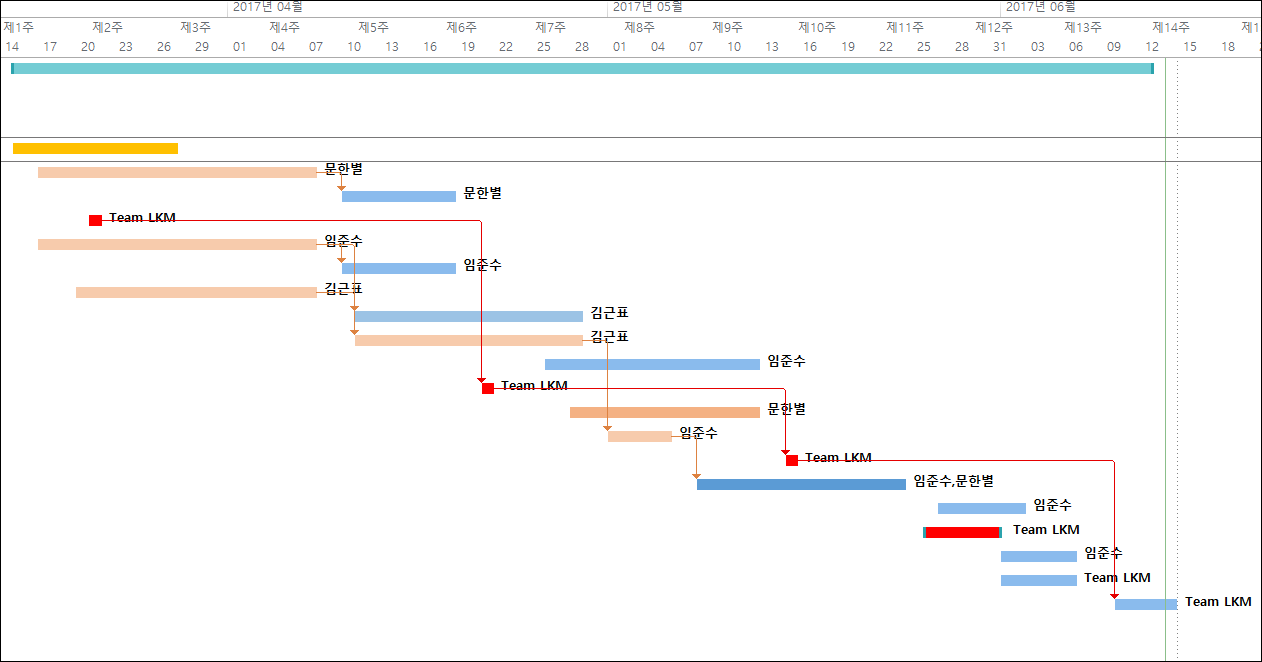 2017년 04월 2017년 05월 2017년 06월
제1주 제2주 제3주 제4주 제5주 제6주 제7주 제8주 제9주 제10주 제11주 제12주 제13주 제14주
14 17 20 23 26 29 01 04 07 10 13 16 19 22 25 28 01 04 07 10 13 16 19 22 25 28 31 03 06 09 12 15 18
문한별
문한별
Team LKM
임준수
임준수
김근표
김근표
김근표
임준수
Team LKM
문한별
임준수
Team LKM
임준수,문한별
임준수
Team LKM
임준수
Team LKM
Team LKM